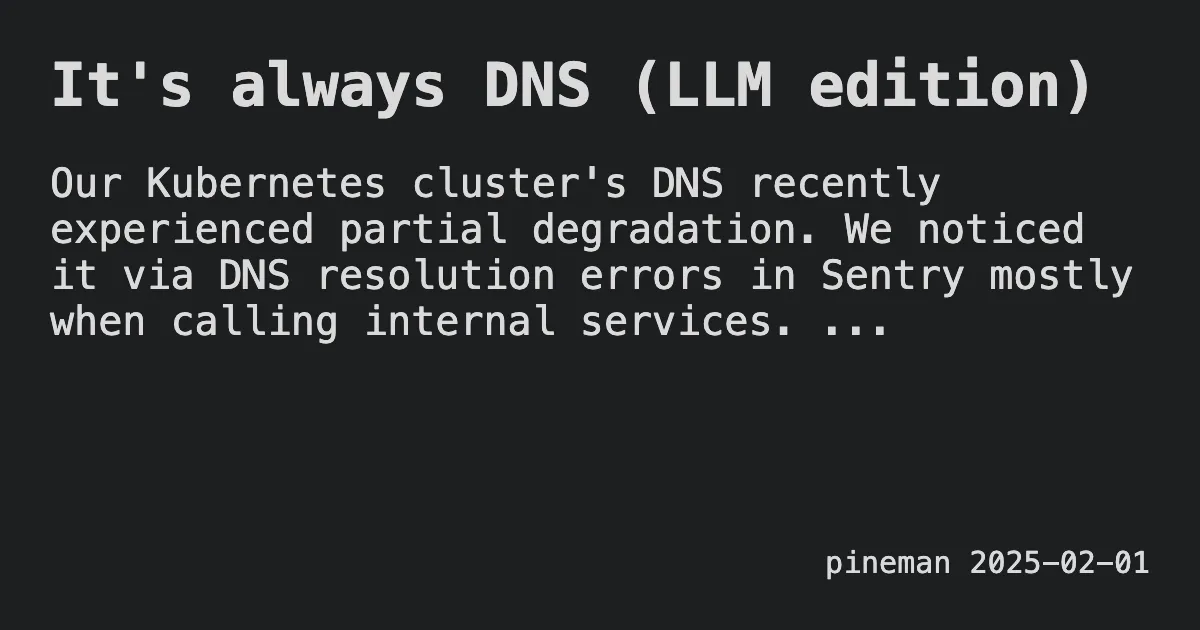 It's always DNS (LLM edition)
Our Kubernetes cluster's DNS recently
experienced partial degradation. We noticed
it via DNS resolution errors in Sentry mostly
when calling internal services. ...
pineman 2025-02-01